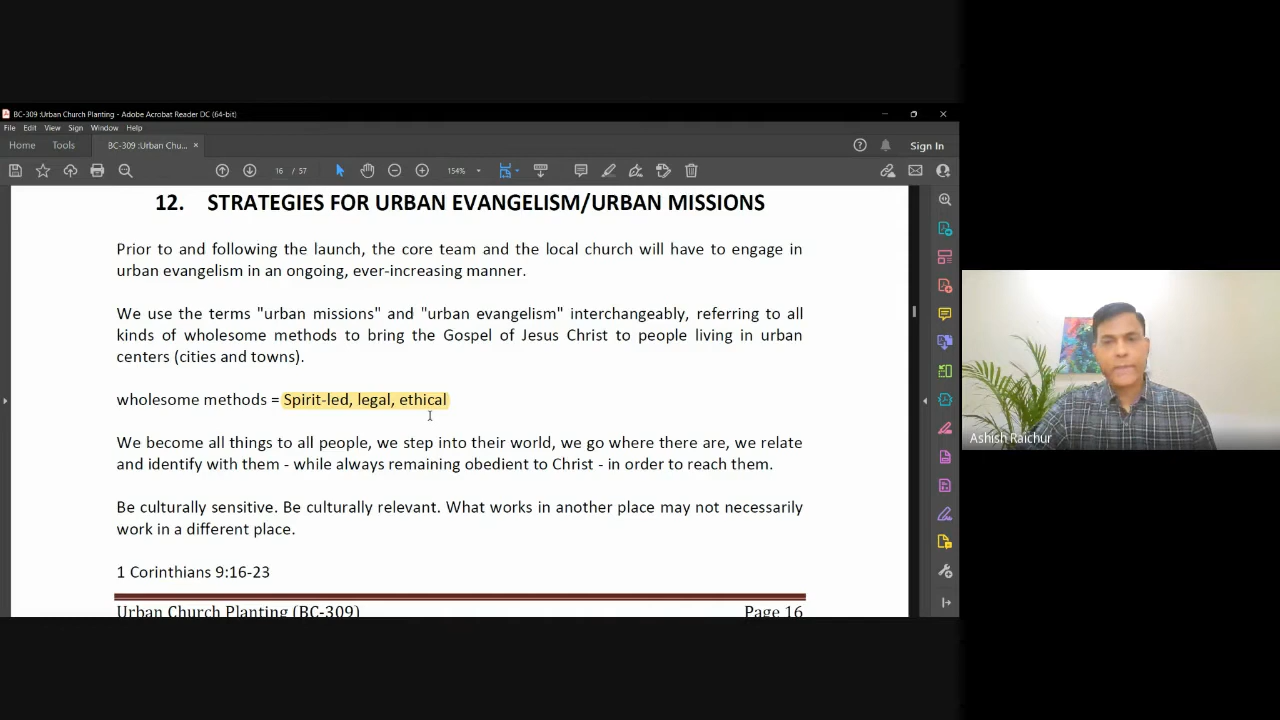 BC-309 :Urban Church Planting - Adobe Acrobat Reader DC (64-bit)
File Edit View Sign Window Help
Home Tools BC-309 :Urban Chu... × Sign In
16 / 57 154%
12. STRATEGIES FOR URBAN EVANGELISM/URBAN MISSIONS
Prior to and following the launch, the core team and the local church will have to engage in
urban evangelism in an ongoing, ever-increasing manner.
We use the terms "urban missions" and "urban evangelism" interchangeably, referring to all
kinds of wholesome methods to bring the Gospel of Jesus Christ to people living in urban
centers (cities and towns).
wholesome methods = Spirit-led, legal, ethical
We become all things to all people, we step into their world, we go where there are, we relate
and identify with them - while always remaining obedient to Christ - in order to reach them.
Be culturally sensitive. Be culturally relevant. What works in another place may not necessarily
work in a different place.
1 Corinthians 9:16-23
Urban Church Planting (BC-309) Page 16
Ashish Raichur